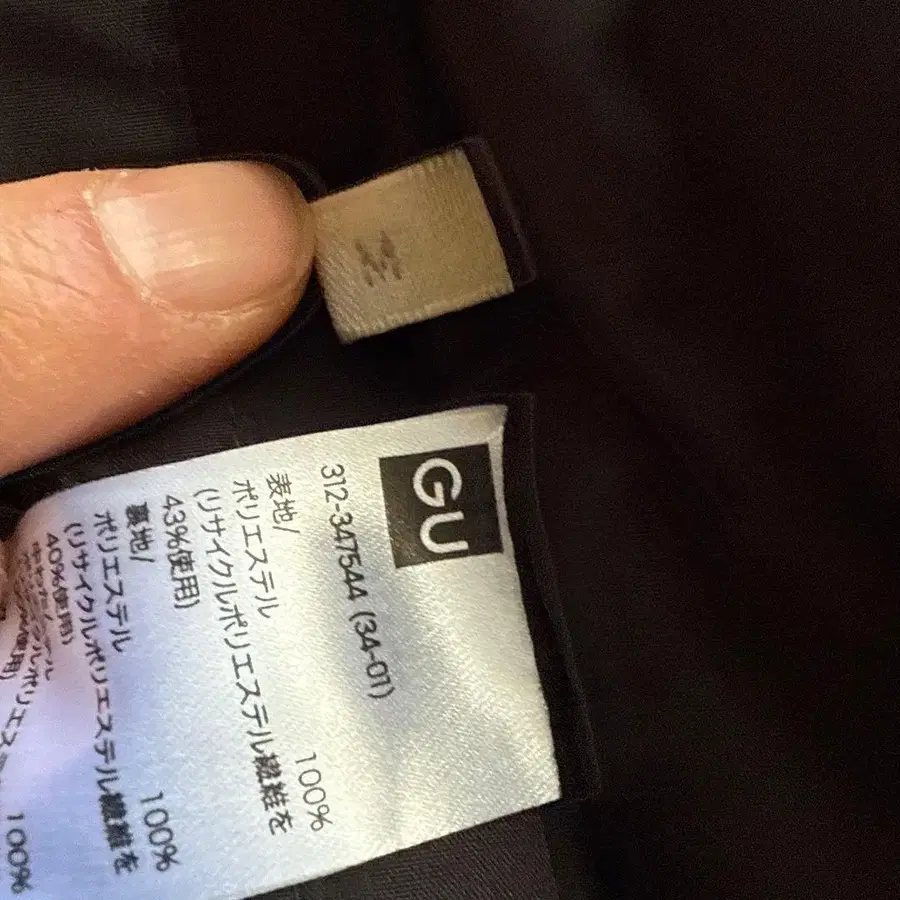 M
GU
312-347544 (34-01)
表地/
ポリエステル 100%
(リサイクルポリエステル繊維を
43%使用)
裏地/
ポリエステル 100%
(リサイクルポリエステル繊維を
40%使用)
100%